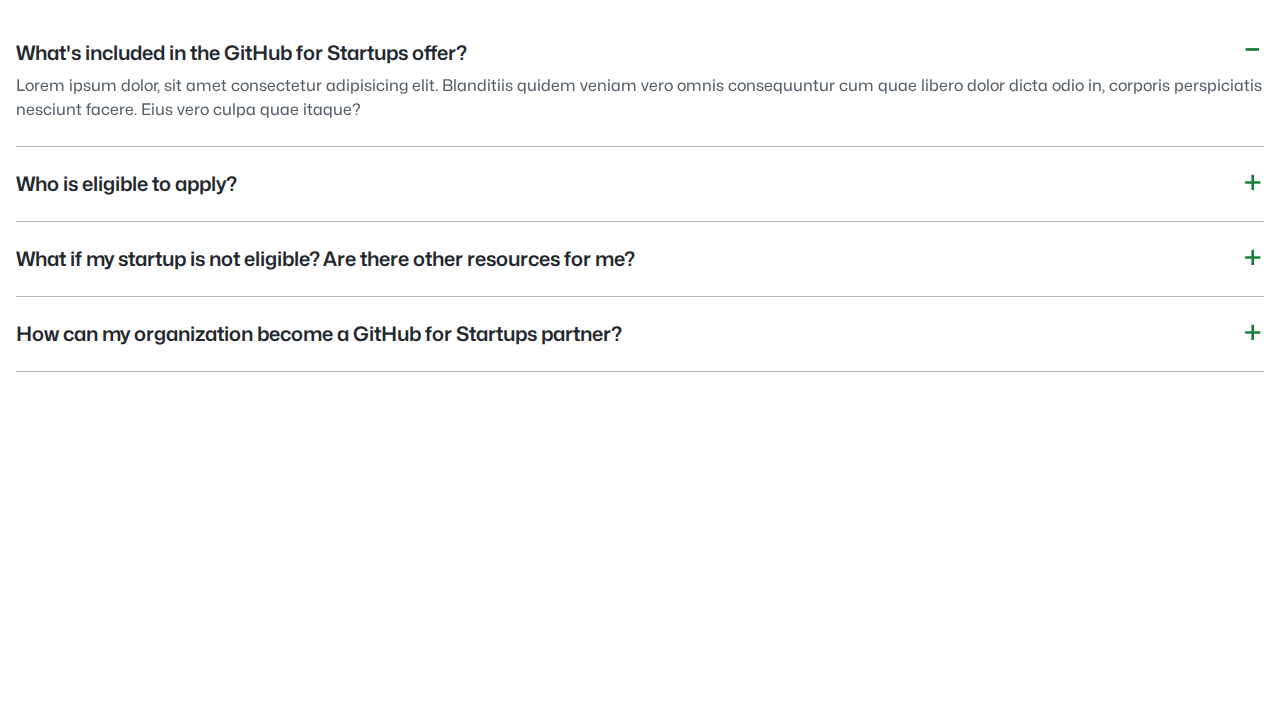 What's included in the GitHub for Startups offer?
Lorem ipsum dolor, sit amet consectetur adipisicing elit. Blanditiis quidem veniam vero omnis consequuntur cum quae libero dolor dicta odio in, corporis perspiciatis
nesciunt facere. Eius vero culpa quae itaque?
Who is eligible to apply?
What if my startup is not eligible? Are there other resources for me?
How can my organization become a GitHub for Startups partner?